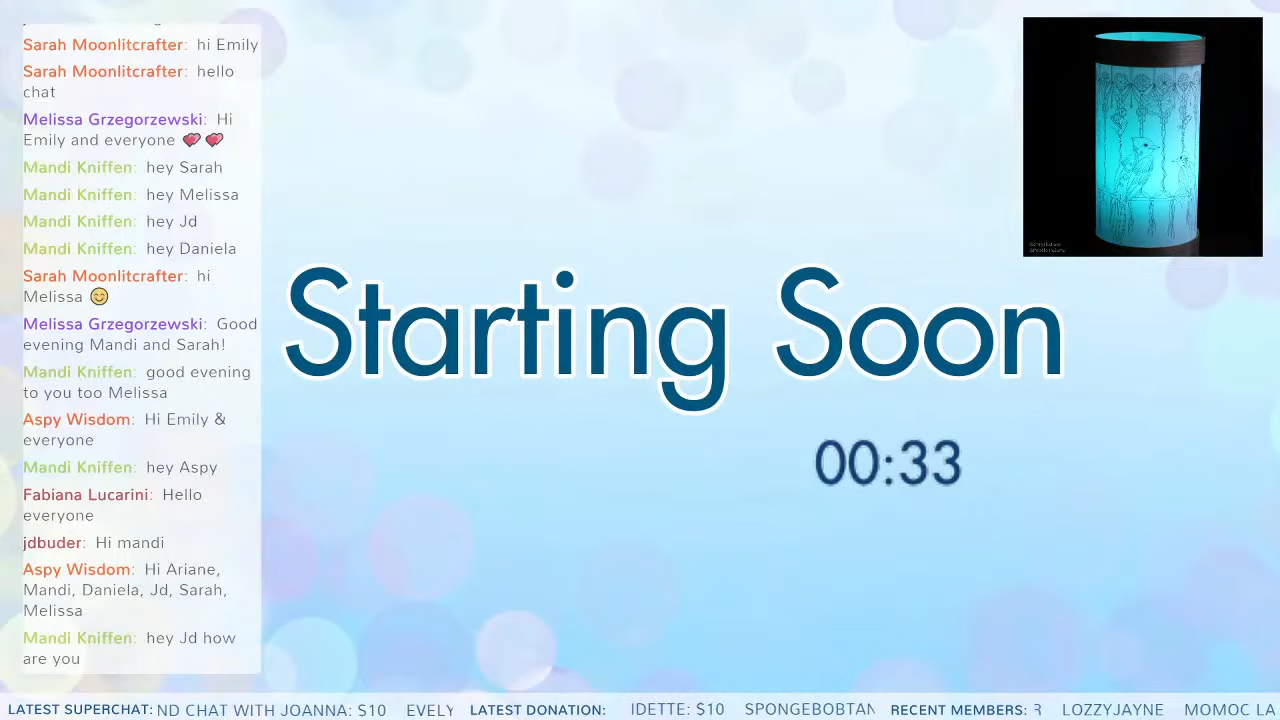 Sarah Moonlitcrafter: hi Emily
Sarah Moonlitcrafter: hello
chat
Melissa Grzegorzewski: Hi
Emily and everyone
Mandi Kniffen: hey Sarah
Mandi Kniffen: hey Melissa
Mandi Kniffen: hey Jd
Mandi Kniffen: hey Daniela
Sarah Moonlitcrafter: hi
Melissa
Melissa Grzegorzewski: Good
evening Mandi and Sarah!
Mandi Kniffen: good evening
to you too Melissa
Aspy Wisdom: Hi Emily &
everyone
Mandi Kniffen: hey Aspy
Fabiana Lucarini: Hello
everyone
jdbuder: Hi mandi
Aspy Wisdom: Hi Ariane,
Mandi, Daniela, Jd, Sarah,
Melissa
Mandi Kniffen: hey Jd how
are you
Starting Soon
00:33
LATEST SUPERCHAT: ND CHAT WITH JOANNA: $10 EVELY LATEST DONATION: IDETTE: $10 SPONGEBOBTAN RECENT MEMBERS: LOZZYJAYNE MOMOC LA